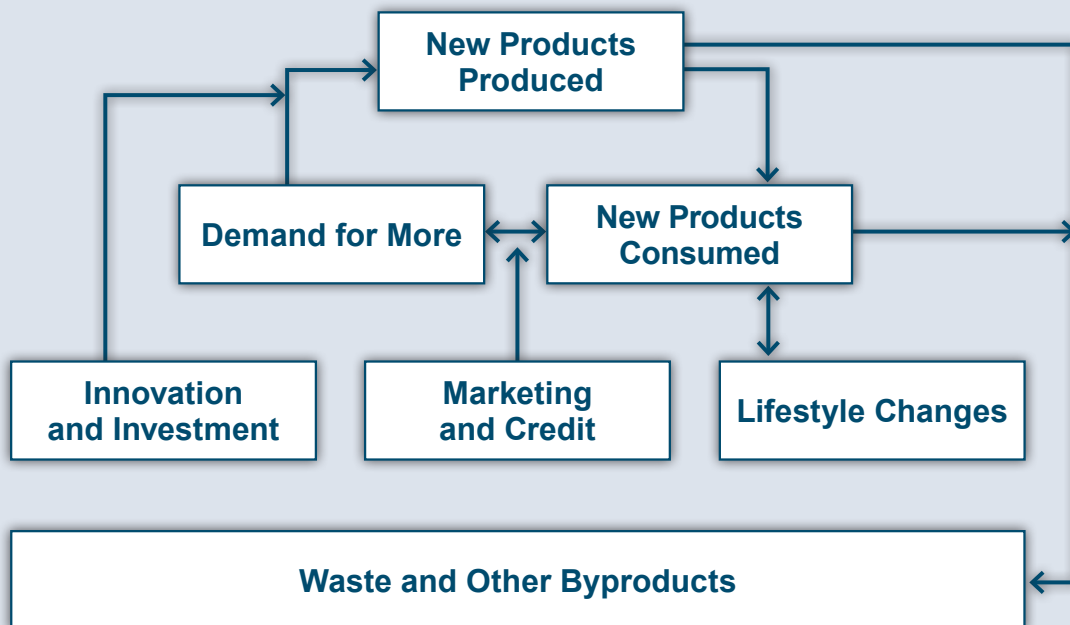 New Products
Produced
Demand for More
New Products
Consumed
Innovation
and Investment
Marketing
and Credit
Lifestyle Changes
Waste and Other Byproducts